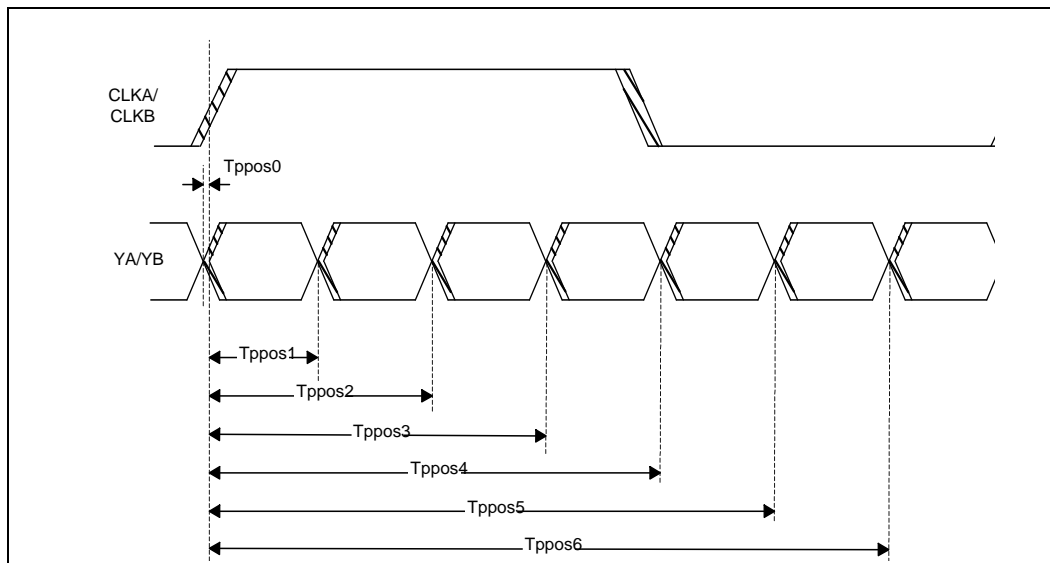 CLKA/
CLKB
Tppos0
YA/YB
Tppos1
Tppos2
Tppos3
Tppos4
Tppos5
Tppos6